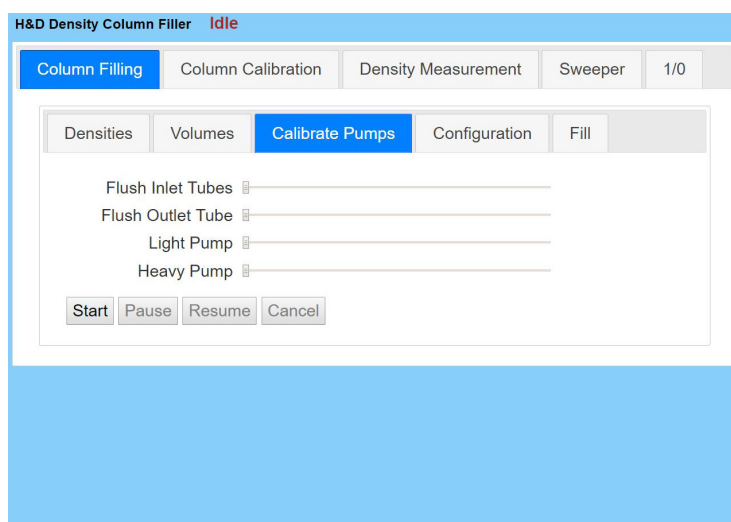 H&D Density Column Filler Idle
Column Filling Column Calibration Density Measurement Sweeper 1/0
Densities Volumes Calibrate Pumps Configuration Fill
Flush Inlet Tubes
Flush Outlet Tube
Light Pump
Heavy Pump
Start Pause Resume Cancel